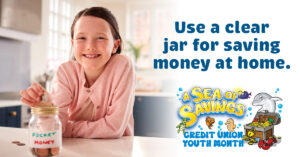 Use a clear
jar for saving
money at home.
A SEA OF
SAVINGS
CREDIT UNION
YOUTH MONTH
POCKET
MONEY